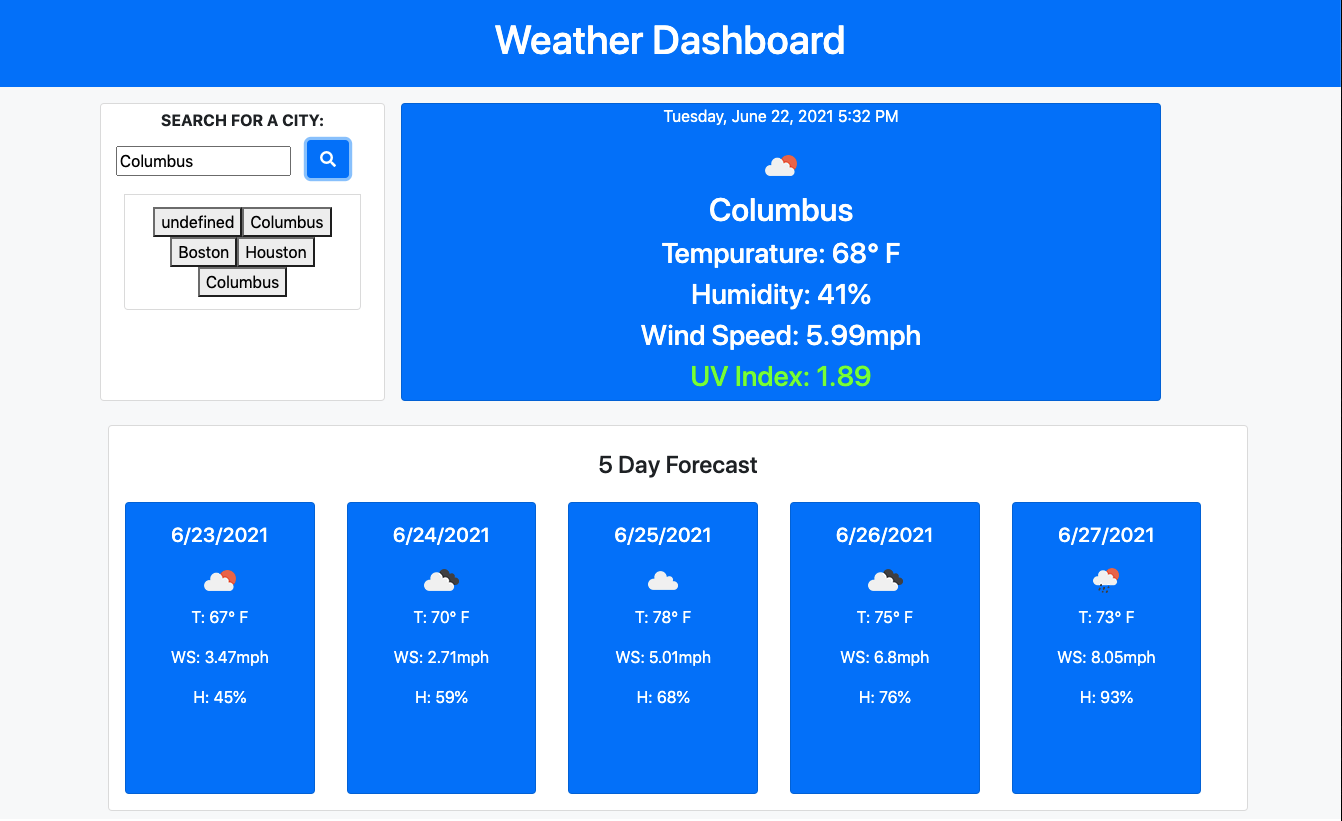 Weather Dashboard
SEARCH FOR A CITY:
Columbus
undefined Columbus
Boston Houston
Columbus
Tuesday, June 22, 2021 5:32 PM
Columbus
Tempurature: 68° F
Humidity: 41%
Wind Speed: 5.99mph
UV Index: 1.89
5 Day Forecast
6/23/2021
T: 67° F
WS: 3.47mph
H: 45%
6/24/2021
T: 70° F
WS: 2.71mph
H: 59%
6/25/2021
T: 78° F
WS: 5.01mph
H: 68%
6/26/2021
T: 75° F
WS: 6.8mph
H: 76%
6/27/2021
T: 73° F
WS: 8.05mph
H: 93%